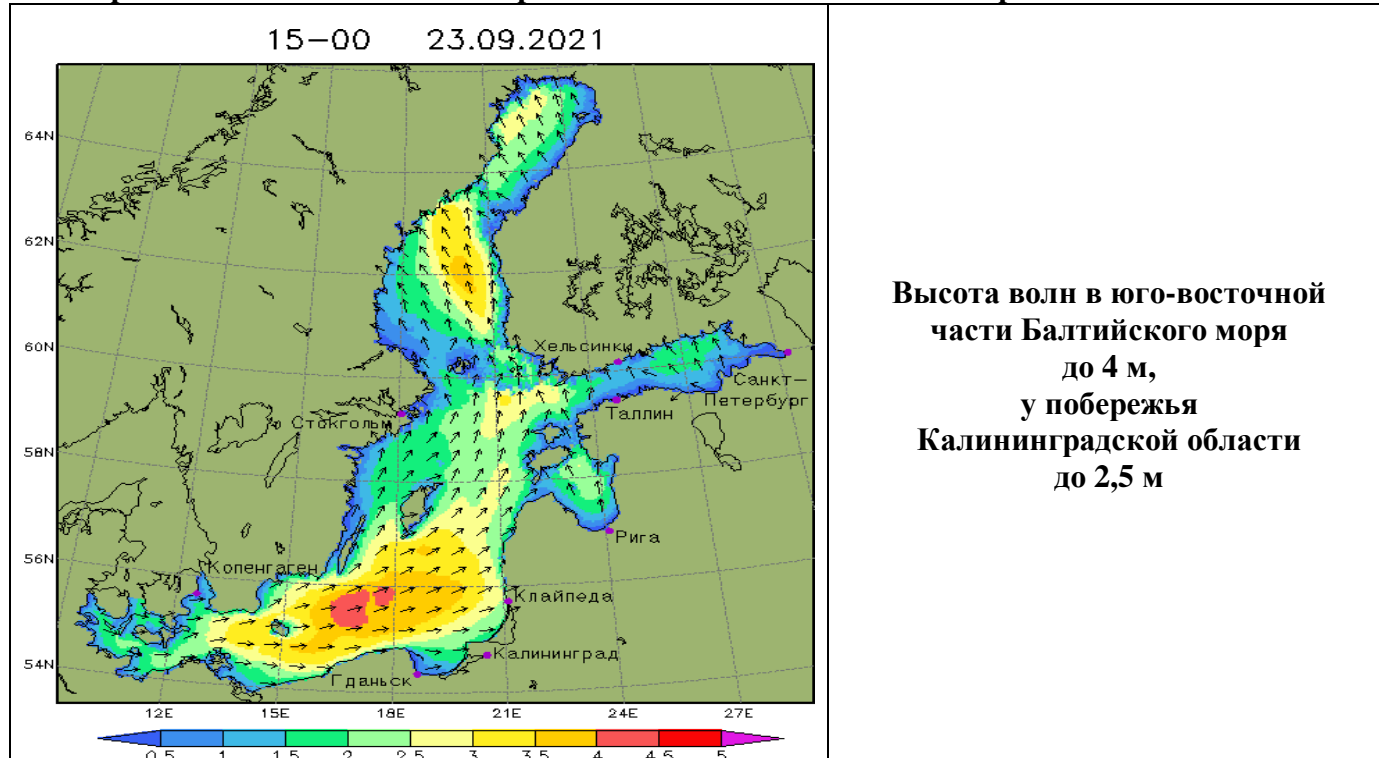 15-00 23.09.2021
64N
62N
60N
58N
56N
54N
Хельсинки
Санкт-
Петербург
Таллин
Стокгольм
Рига
Копенгаген
Клайпеда
Калининград
Гданьск
12E 15E 18E 21E 24E 27E
0.5 1 1.5 2 2.5 3 3.5 4 4.5 5
Высота волн в юго-восточной
части Балтийского моря
до 4 м,
у побережья
Калининградской области
до 2,5 м